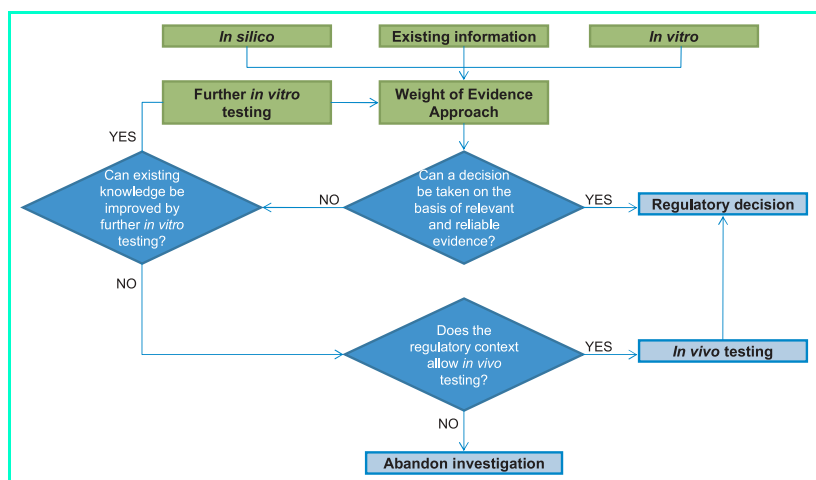 In silico
Existing information
In vitro
Further in vitro
testing
Weight of Evidence
Approach
YES
Can existing
knowledge be
improved by
further in vitro
testing?
NO
Can a decision
be taken on the
basis of relevant
and reliable
evidence?
YES
Regulatory decision
NO
Does the
regulatory context
allow in vivo
testing?
YES
In vivo testing
NO
Abandon investigation